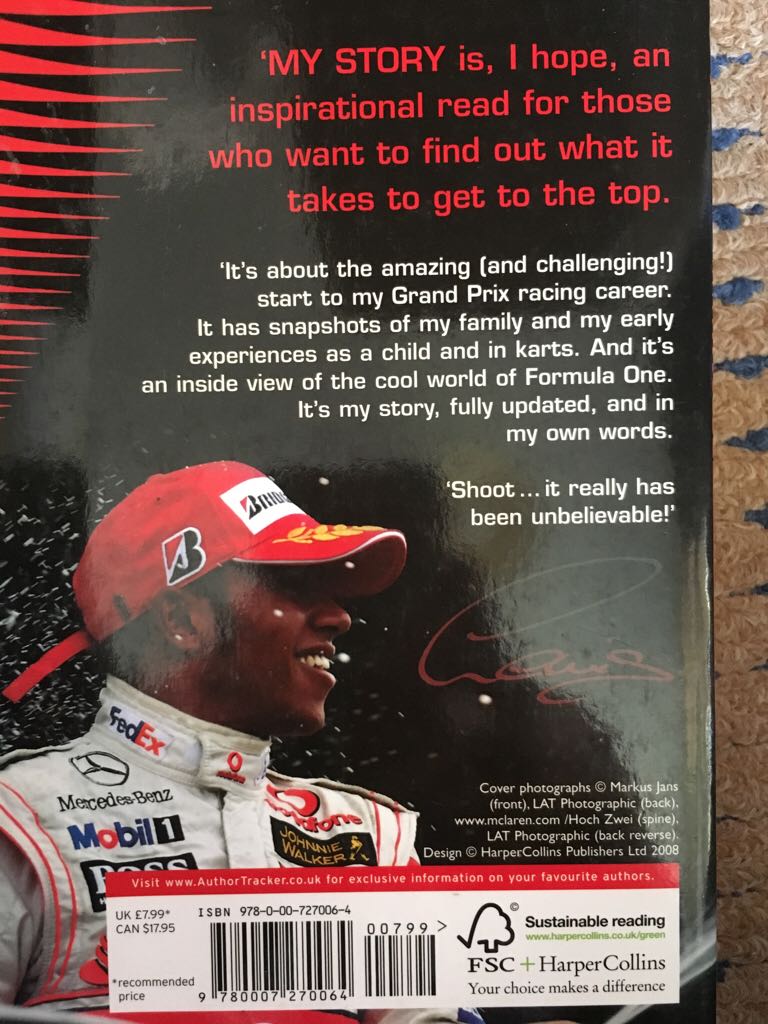 ‘MY STORY is, I hope, an
inspirational read for those
who want to find out what it
takes to get to the top.
‘It’s about the amazing (and challenging!)
start to my Grand Prix racing career.
It has snapshots of my family and my early
experiences as a child and in karts. And it’s
an inside view of the cool world of Formula One.
It’s my story, fully updated, and in
my own words.
‘Shoot...it really has
been unbelievable!’
B
FedEx
Mercedes-Benz
vodafone
Mobil 1
JOHNNIE
WALKER
BOSS
Cover photographs © Markus Jans
(front), LAT Photographic (back),
www.mclaren.com /Hoch Zwei (spine),
LAT Photographic (back reverse).
Design © HarperCollins Publishers Ltd 2008
Visit www.AuthorTracker.co.uk for exclusive information on your favourite authors.
UK £7.99*
CAN $17.95
*recommended
price
ISBN 978-0-00-727006-4
00799 >
9 780007 270064
©
Sustainable reading
www.harpercollins.co.uk/green
FSC + HarperCollins
Your choice makes a difference